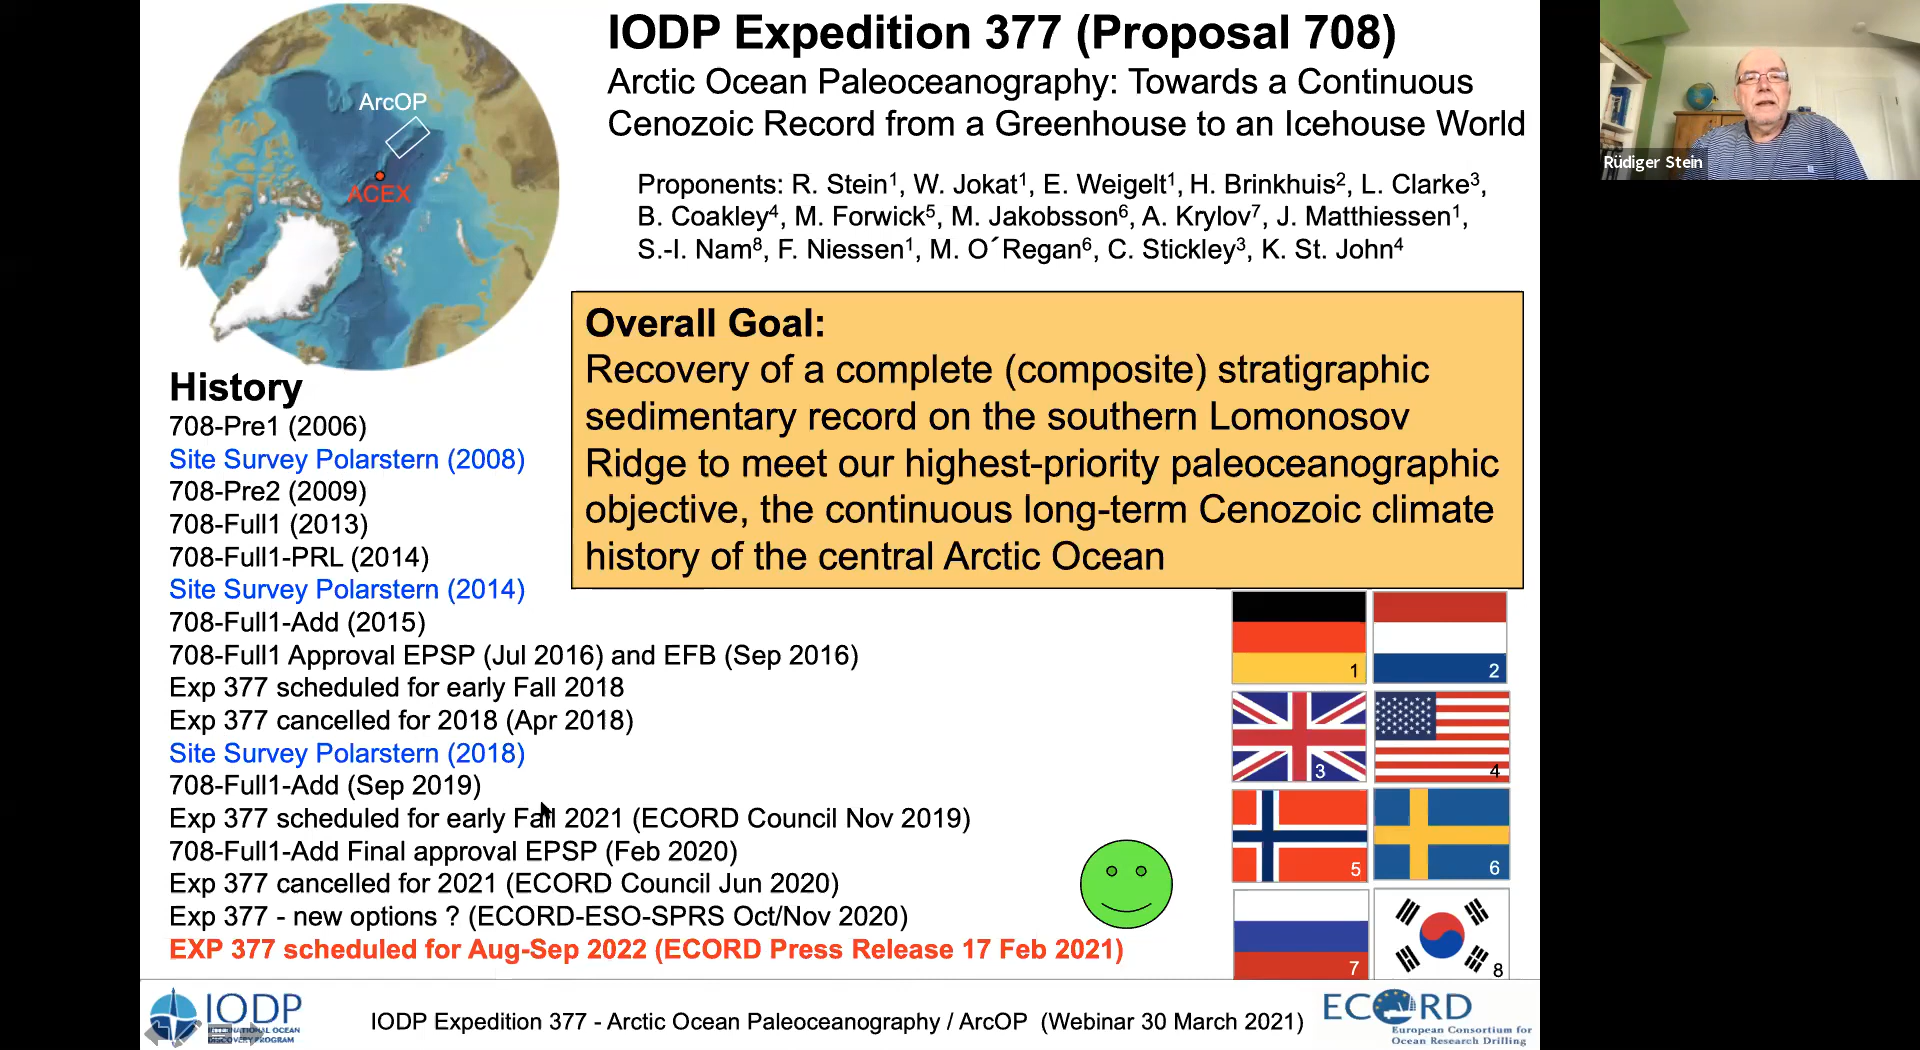 IODP Expedition 377 (Proposal 708)
Arctic Ocean Paleoceanography: Towards a Continuous
Cenozoic Record from a Greenhouse to an Icehouse World
Proponents: R. Stein¹, W. Jokat¹, E. Weigelt¹, H. Brinkhuis², L. Clarke³,
B. Coakley⁴, M. Forwick⁵, M. Jakobsson⁶, A. Krylov⁷, J. Matthiessen¹,
S.-I. Nam⁸, F. Niessen¹, M. O´Regan⁶, C. Stickley³, K. St. John⁴
ArcOP
ACEX
Rüdiger Stein
Overall Goal:
Recovery of a complete (composite) stratigraphic
sedimentary record on the southern Lomonosov
Ridge to meet our highest-priority paleoceanographic
objective, the continuous long-term Cenozoic climate
history of the central Arctic Ocean
History
708-Pre1 (2006)
Site Survey Polarstern (2008)
708-Pre2 (2009)
708-Full1 (2013)
708-Full1-PRL (2014)
Site Survey Polarstern (2014)
708-Full1-Add (2015)
708-Full1 Approval EPSP (Jul 2016) and EFB (Sep 2016)
Exp 377 scheduled for early Fall 2018
Exp 377 cancelled for 2018 (Apr 2018)
Site Survey Polarstern (2018)
708-Full1-Add (Sep 2019)
Exp 377 scheduled for early Fall 2021 (ECORD Council Nov 2019)
708-Full1-Add Final approval EPSP (Feb 2020)
Exp 377 cancelled for 2021 (ECORD Council Jun 2020)
Exp 377 - new options ? (ECORD-ESO-SPRS Oct/Nov 2020)
EXP 377 scheduled for Aug-Sep 2022 (ECORD Press Release 17 Feb 2021)
1
2
3
4
5
6
7
8
IODP
INTERNATIONAL OCEAN
DISCOVERY PROGRAM
IODP Expedition 377 - Arctic Ocean Paleoceanography / ArcOP (Webinar 30 March 2021)
ECORD
European Consortium for
Ocean Research Drilling